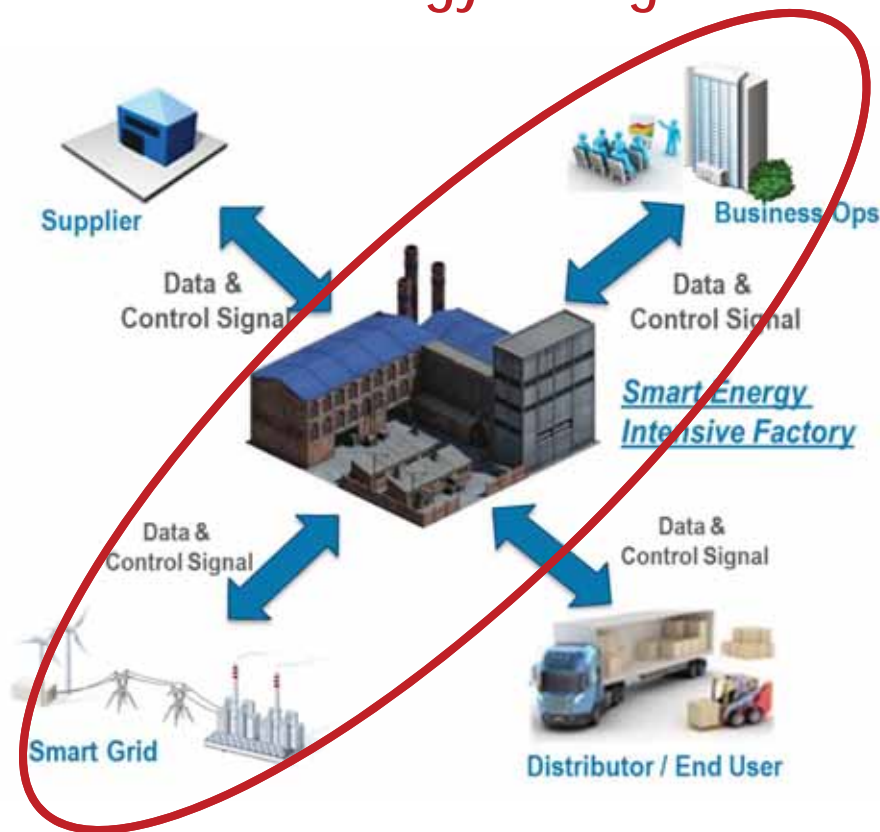 Supplier
Business Ops
Data &
Control Signal
Data &
Control Signal
Smart Energy
Intensive Factory
Data &
Control Signal
Data &
Control Signal
Smart Grid
Distributor / End User